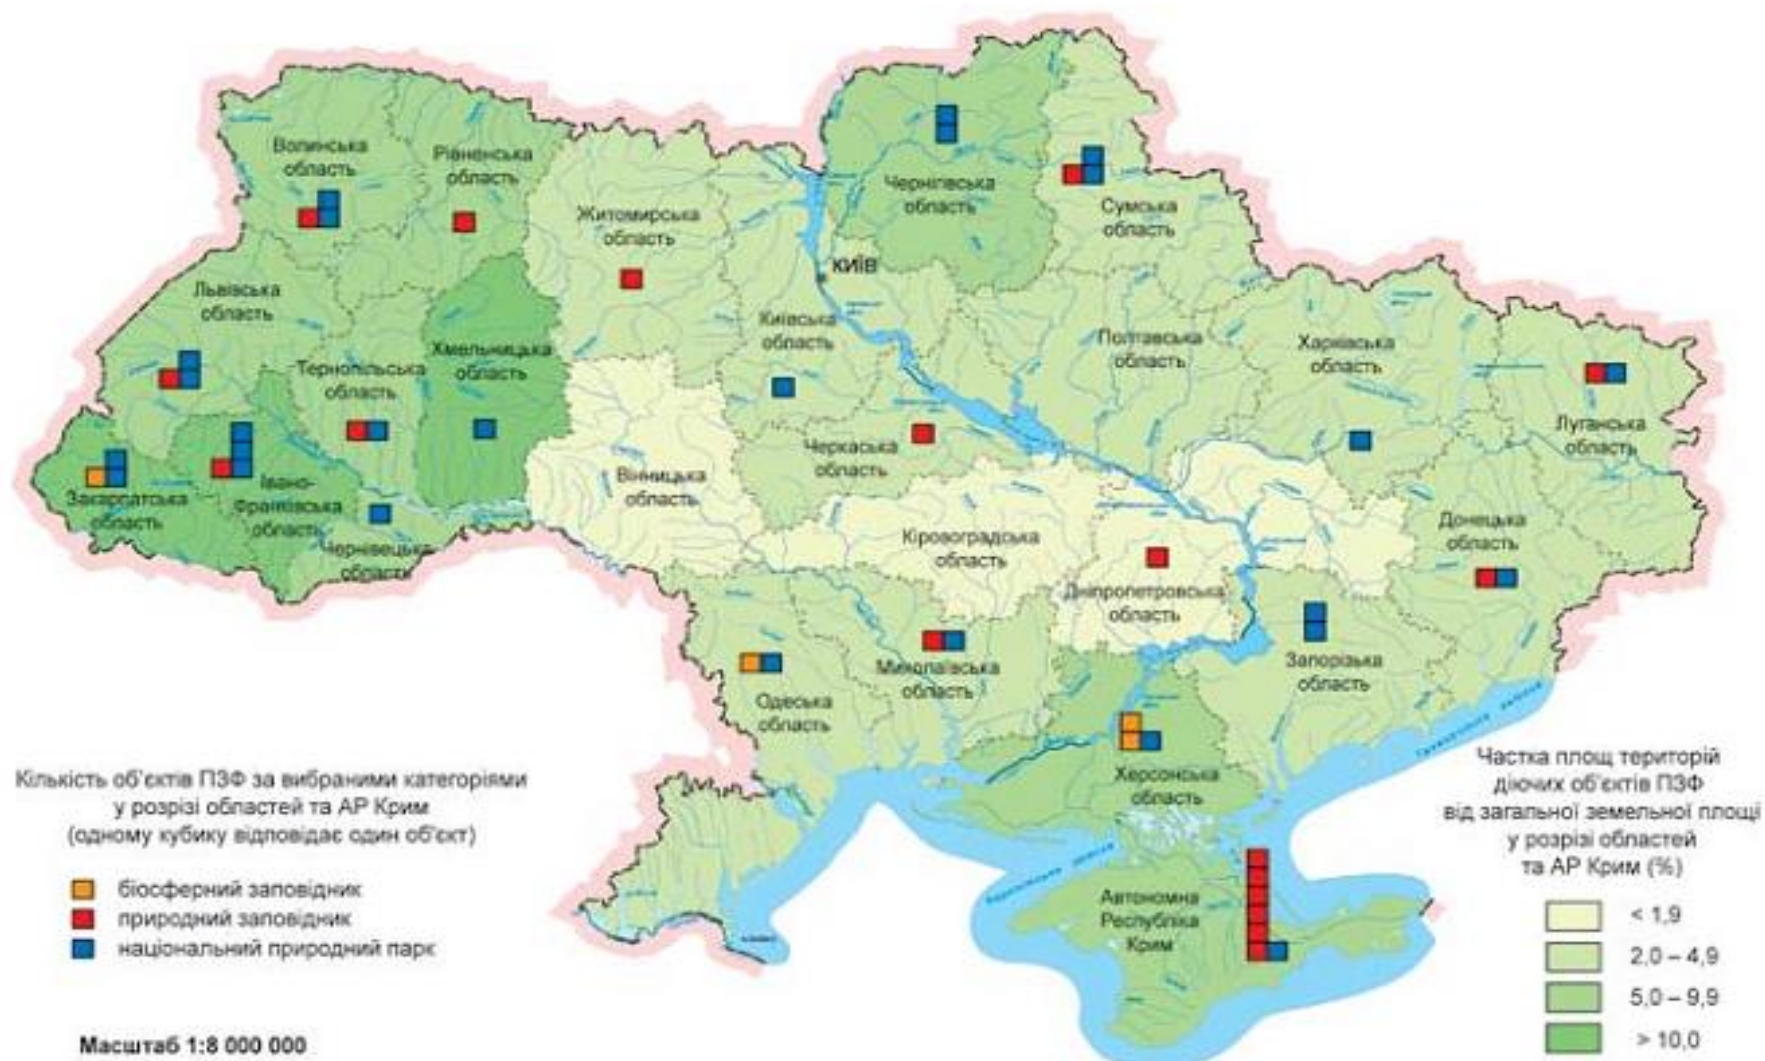 Волинська
область
Рівненська
область
Житомирська
область
Чернігівська
область
Сумська
область
КИЇВ
Львівська
область
Київська
область
Полтавська
область
Харківська
область
Хмельницька
область
Тернопільська
область
Луганська
область
Черкаська
область
Вінницька
область
Закарпатська
область
Івано-
Франківська
область
Чернівецька
область
Кіровоградська
область
Донецька
область
Дніпропетровська
область
Запорізька
область
Миколаївська
область
Одеська
область
Херсонська
область
Автономна
Республіка
Крим
Кількість об'єктів ПЗФ за вибраними категоріями
у розрізі областей та АР Крим
(одному кубику відповідає один об'єкт)
біосферний заповідник
природний заповідник
національний природний парк
Масштаб 1:8 000 000
Частка площ територій
діючих об'єктів ПЗФ
від загальної земельної площі
у розрізі областей
та АР Крим (%)
< 1,9
2,0 – 4,9
5,0 – 9,9
> 10,0